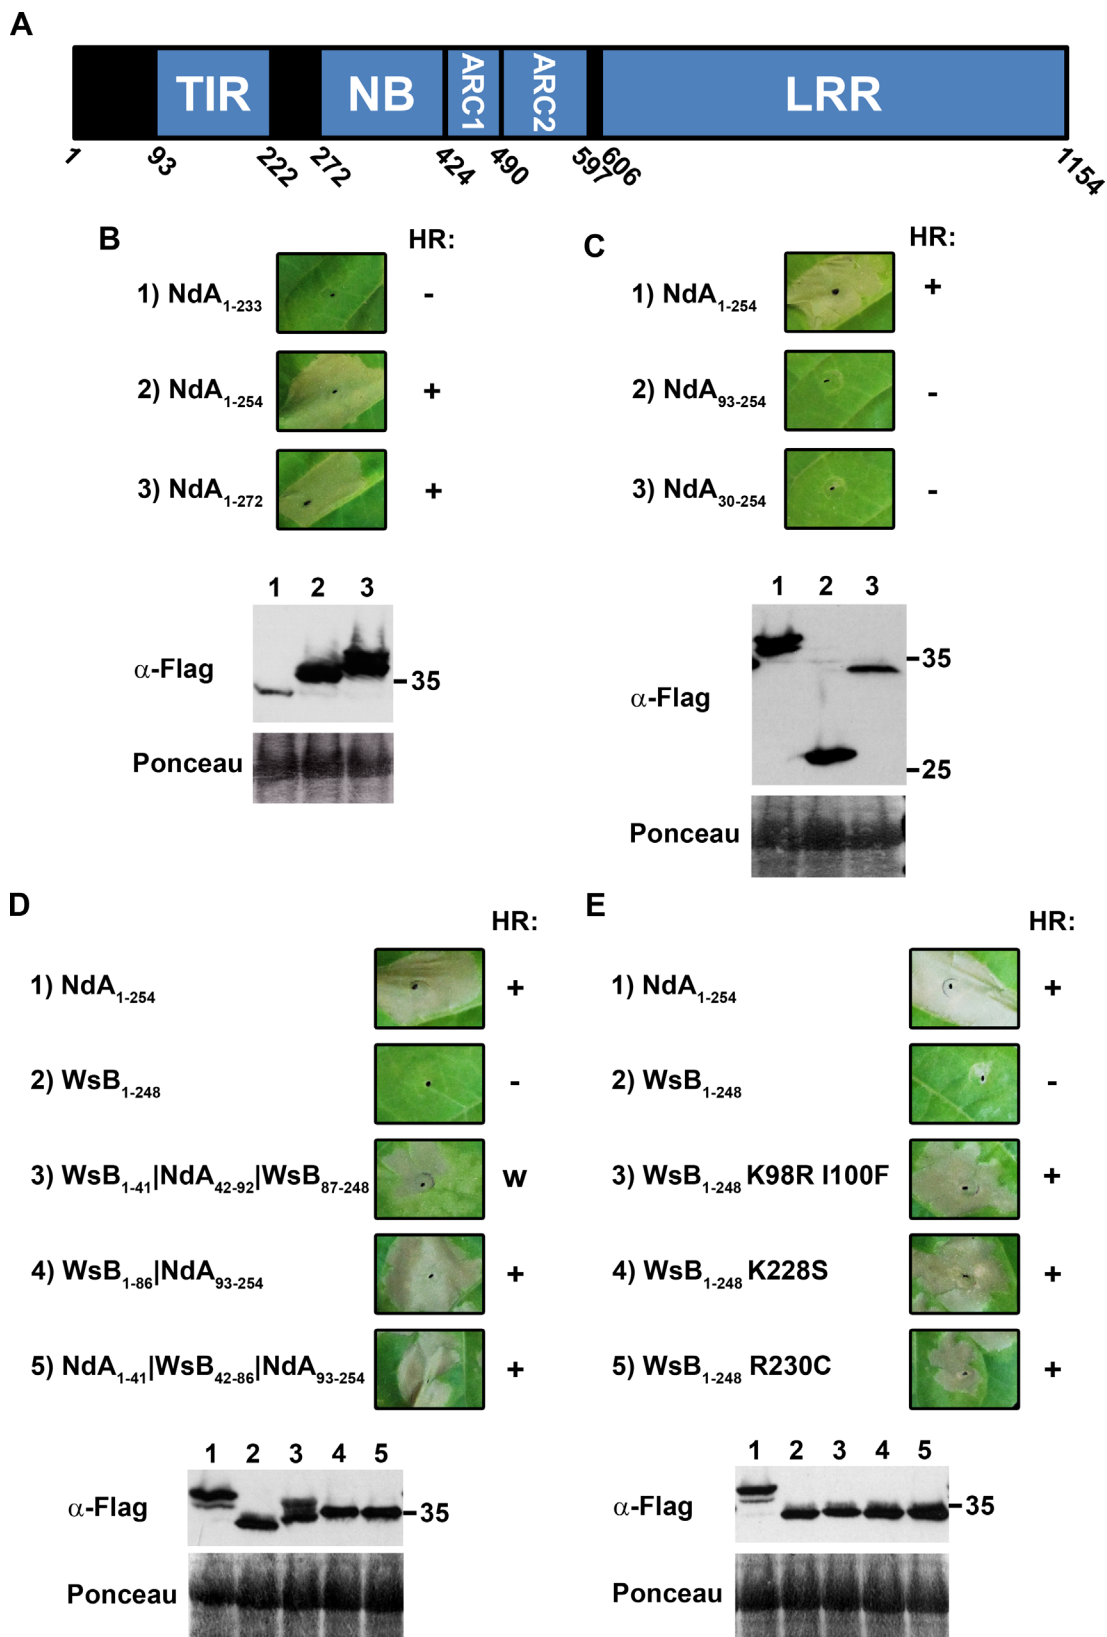 A
TIR NB ARC1 ARC2 LRR
1 93 222 272 424 490 597 606 1154
B
HR:
1) NdA1-233 -
2) NdA1-254 +
3) NdA1-272 +
1 2 3
α-Flag
35
Ponceau
C
HR:
1) NdA1-254 +
2) NdA93-254 -
3) NdA30-254 -
1 2 3
35
α-Flag
25
Ponceau
D
HR:
1) NdA1-254 +
2) WsB1-248 -
3) WsB1-41|NdA42-92|WsB87-248 w
4) WsB1-86|NdA93-254 +
5) NdA1-41|WsB42-86|NdA93-254 +
1 2 3 4 5
α-Flag 35
Ponceau
E
HR:
1) NdA1-254 +
2) WsB1-248 -
3) WsB1-248 K98R I100F +
4) WsB1-248 K228S +
5) WsB1-248 R230C +
1 2 3 4 5
α-Flag 35
Ponceau